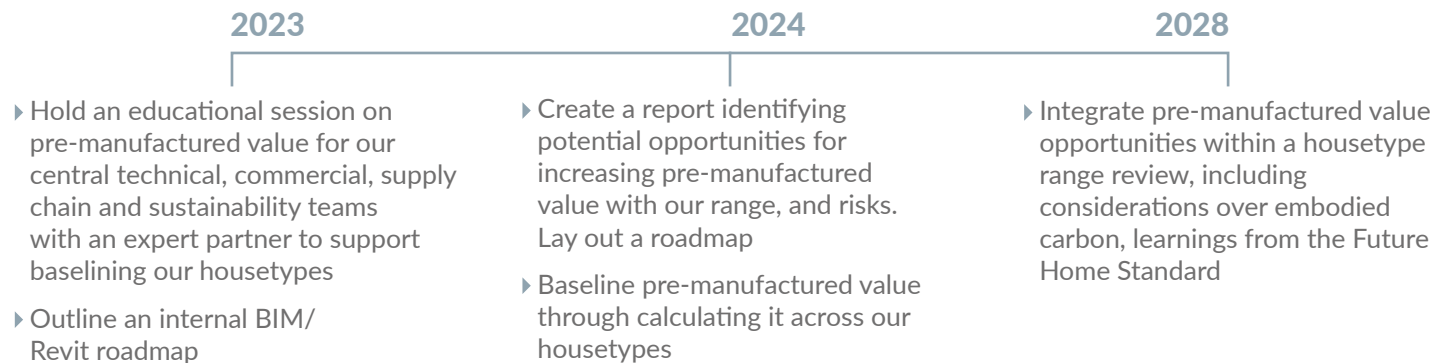 2023
2024
2028
Hold an educational session on
pre-manufactured value for our
central technical, commercial, supply
chain and sustainability teams
with an expert partner to support
baselining our housetypes
Outline an internal BIM/
Revit roadmap
Create a report identifying
potential opportunities for
increasing pre-manufactured
value with our range, and risks.
Lay out a roadmap
Baseline pre-manufactured value
through calculating it across our
housetypes
Integrate pre-manufactured value
opportunities within a housetype
range review, including
considerations over embodied
carbon, learnings from the Future
Home Standard